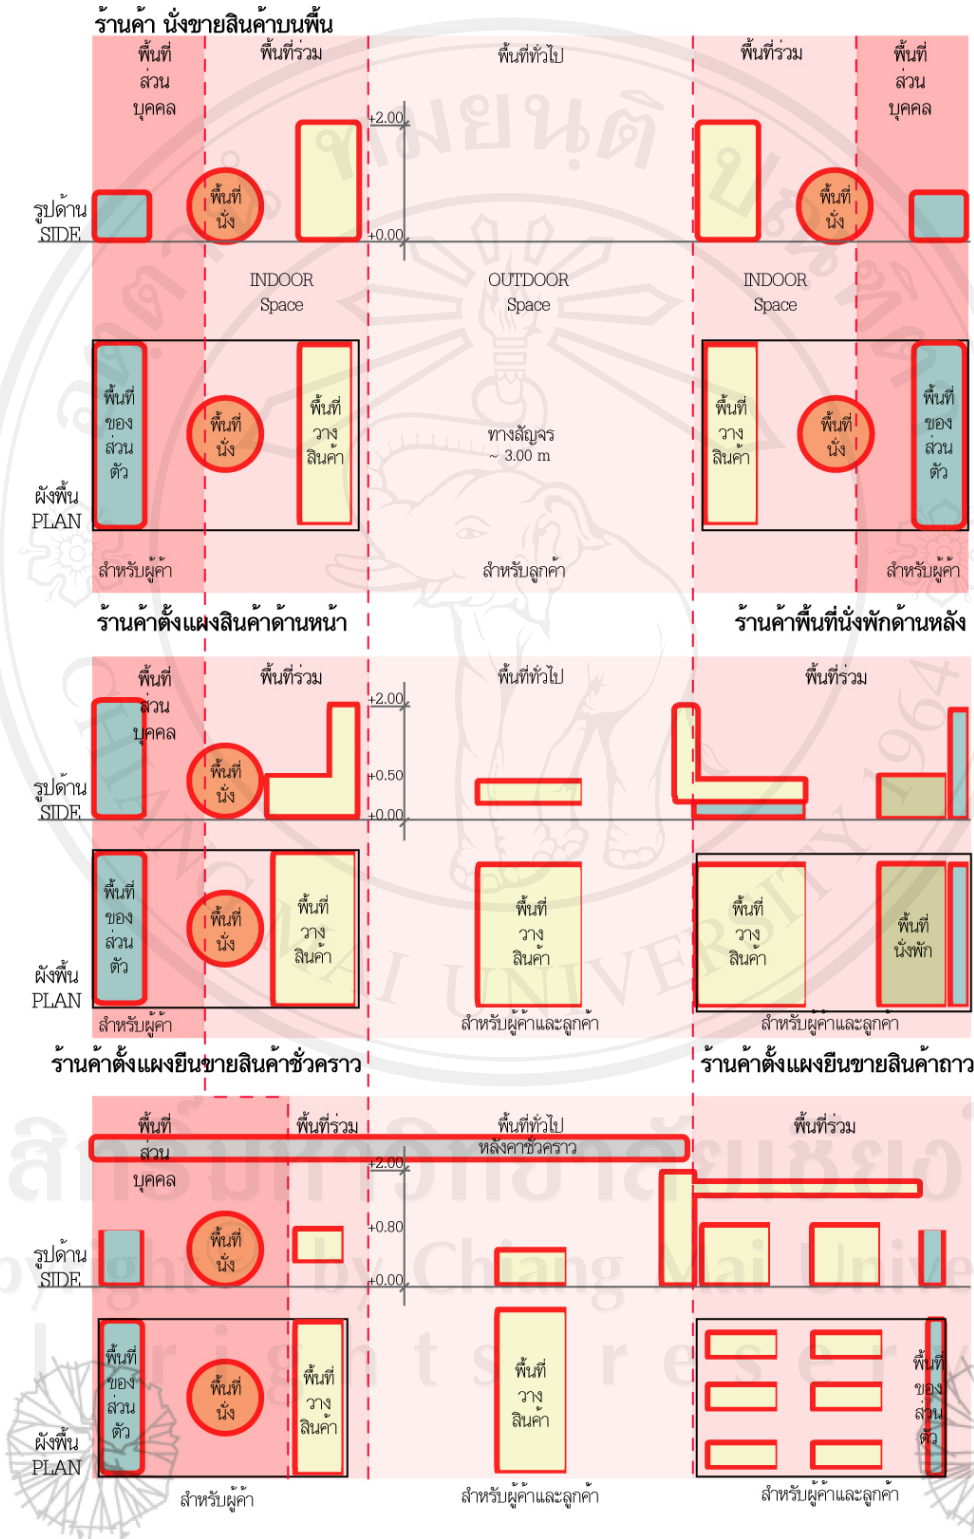 ร้านค้า นั่งขายสินค้าบนพื้น
พื้นที่
ส่วน
บุคคล
พื้นที่ร่วม
พื้นที่ทั่วไป
พื้นที่ร่วม
พื้นที่
ส่วน
บุคคล
+2.00
พื้นที่
นั่ง
พื้นที่
นั่ง
รูปด้าน
SIDE
+0.00
INDOOR
Space
OUTDOOR
Space
INDOOR
Space
พื้นที่
ของ
ส่วน
ตัว
พื้นที่
นั่ง
พื้นที่
วาง
สินค้า
ทางสัญจร
~ 3.00 m
พื้นที่
วาง
สินค้า
พื้นที่
นั่ง
พื้นที่
ของ
ส่วน
ตัว
ผังพื้น
PLAN
สำหรับผู้ค้า
สำหรับลูกค้า
สำหรับผู้ค้า
ร้านค้าตั้งแผงสินค้าด้านหน้า
ร้านค้าพื้นที่นั่งพักด้านหลัง
พื้นที่
ส่วน
บุคคล
พื้นที่ร่วม
พื้นที่ทั่วไป
พื้นที่ร่วม
+2.00
พื้นที่
นั่ง
+0.50
รูปด้าน
SIDE
+0.00
พื้นที่
ของ
ส่วน
ตัว
พื้นที่
นั่ง
พื้นที่
วาง
สินค้า
พื้นที่
วาง
สินค้า
พื้นที่
วาง
สินค้า
พื้นที่
นั่งพัก
ผังพื้น
PLAN
สำหรับผู้ค้า
สำหรับผู้ค้าและลูกค้า
สำหรับผู้ค้าและลูกค้า
ร้านค้าตั้งแผงยืนขายสินค้าชั่วคราว
ร้านค้าตั้งแผงยืนขายสินค้าถาว
พื้นที่
ส่วน
บุคคล
พื้นที่ร่วม
พื้นที่ทั่วไป
พื้นที่ร่วม
หลังคาชั่วคราว
+2.00
พื้นที่
นั่ง
+0.80
รูปด้าน
SIDE
+0.00
พื้นที่
ของ
ส่วน
ตัว
พื้นที่
นั่ง
พื้นที่
วาง
สินค้า
พื้นที่
วาง
สินค้า
พื้นที่
ของ
ส่วน
ตัว
ผังพื้น
PLAN
สำหรับผู้ค้า
สำหรับผู้ค้าและลูกค้า
สำหรับผู้ค้าและลูกค้า
CHIANG MAI UNIVERSITY 1964
by Chiang Mai Unive